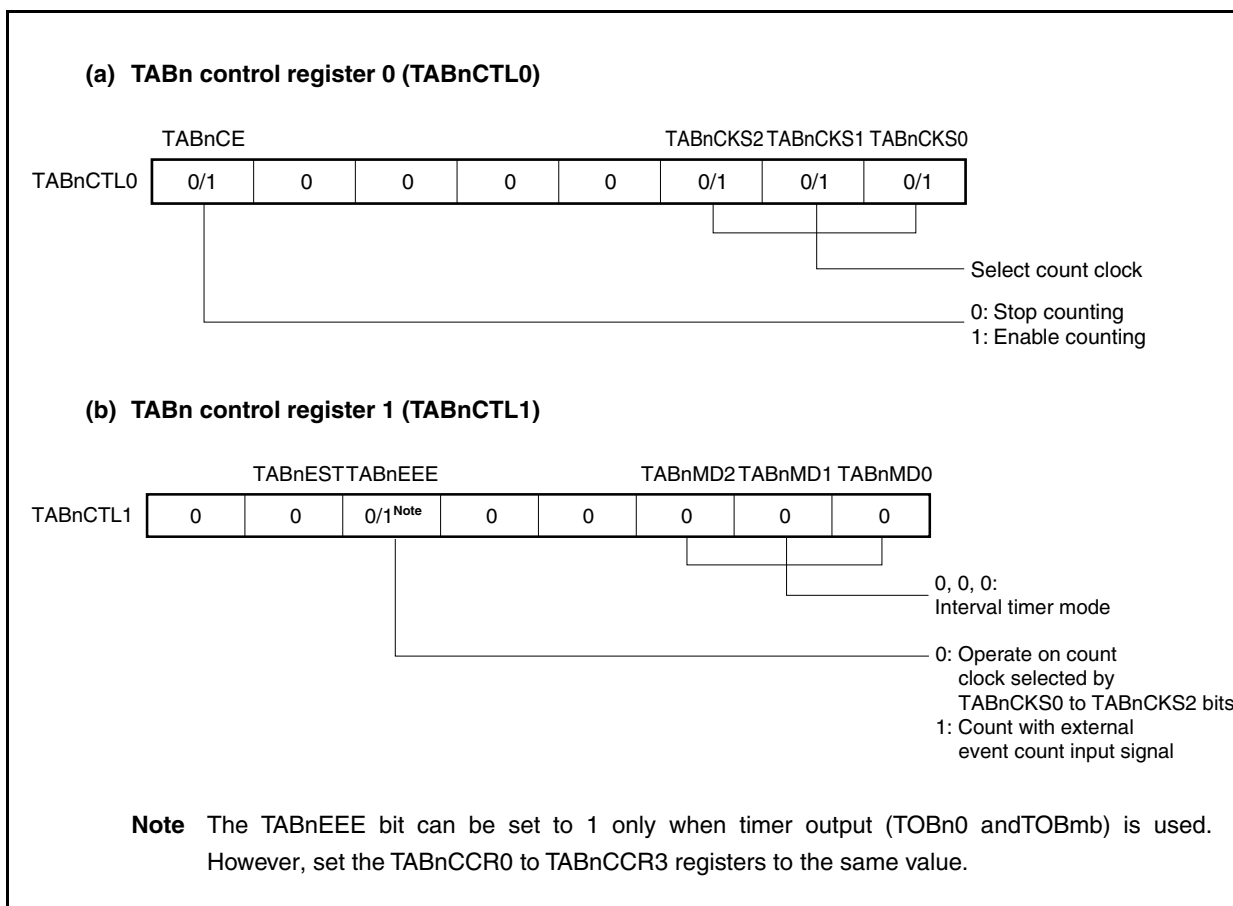 (a) TABn control register 0 (TABnCTL0)
TABnCE TABnCKS2 TABnCKS1 TABnCKS0
TABnCTL0 0/1 0 0 0 0 0/1 0/1 0/1
Select count clock
0: Stop counting
1: Enable counting
(b) TABn control register 1 (TABnCTL1)
TABnEST TABnEEE TABnMD2 TABnMD1 TABnMD0
TABnCTL1 0 0 0/1Note 0 0 0 0 0
0, 0, 0:
Interval timer mode
0: Operate on count
clock selected by
TABnCKS0 to TABnCKS2 bits
1: Count with external
event count input signal
Note The TABnEEE bit can be set to 1 only when timer output (TOBn0 andTOBmb) is used.
However, set the TABnCCR0 to TABnCCR3 registers to the same value.